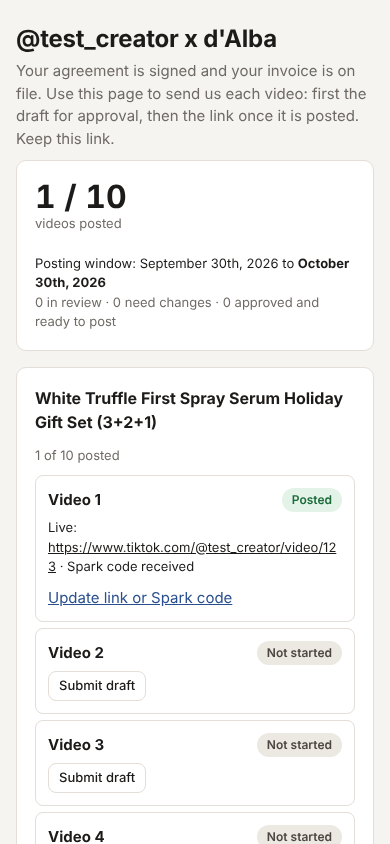 @test_creator x d'Alba
Your agreement is signed and your invoice is on
file. Use this page to send us each video: first the
draft for approval, then the link once it is posted.
Keep this link.
1 / 10
videos posted
Posting window: September 30th, 2026 to October
30th, 2026
0 in review · 0 need changes · 0 approved and
ready to post
White Truffle First Spray Serum Holiday
Gift Set (3+2+1)
1 of 10 posted
Video 1
Posted
Live:
https://www.tiktok.com/@test_creator/video/12
3 · Spark code received
Update link or Spark code
Video 2
Not started
Submit draft
Video 3
Not started
Submit draft
Video 4
Not started